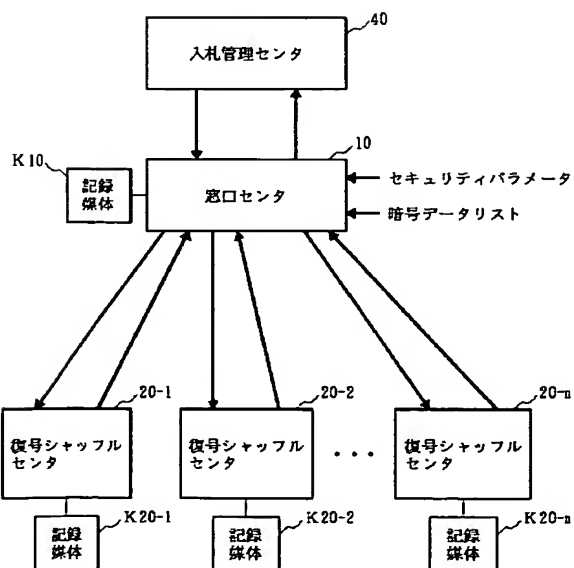 40
入札管理センタ
10
K10
記録
媒体
窓口センタ
セキュリティパラメータ
暗号データリスト
20-1
20-2
20-n
復号シャッフル
センタ
復号シャッフル
センタ
・・・
復号シャッフル
センタ
K20-1
K20-2
K20-n
記録
媒体
記録
媒体
記録
媒体